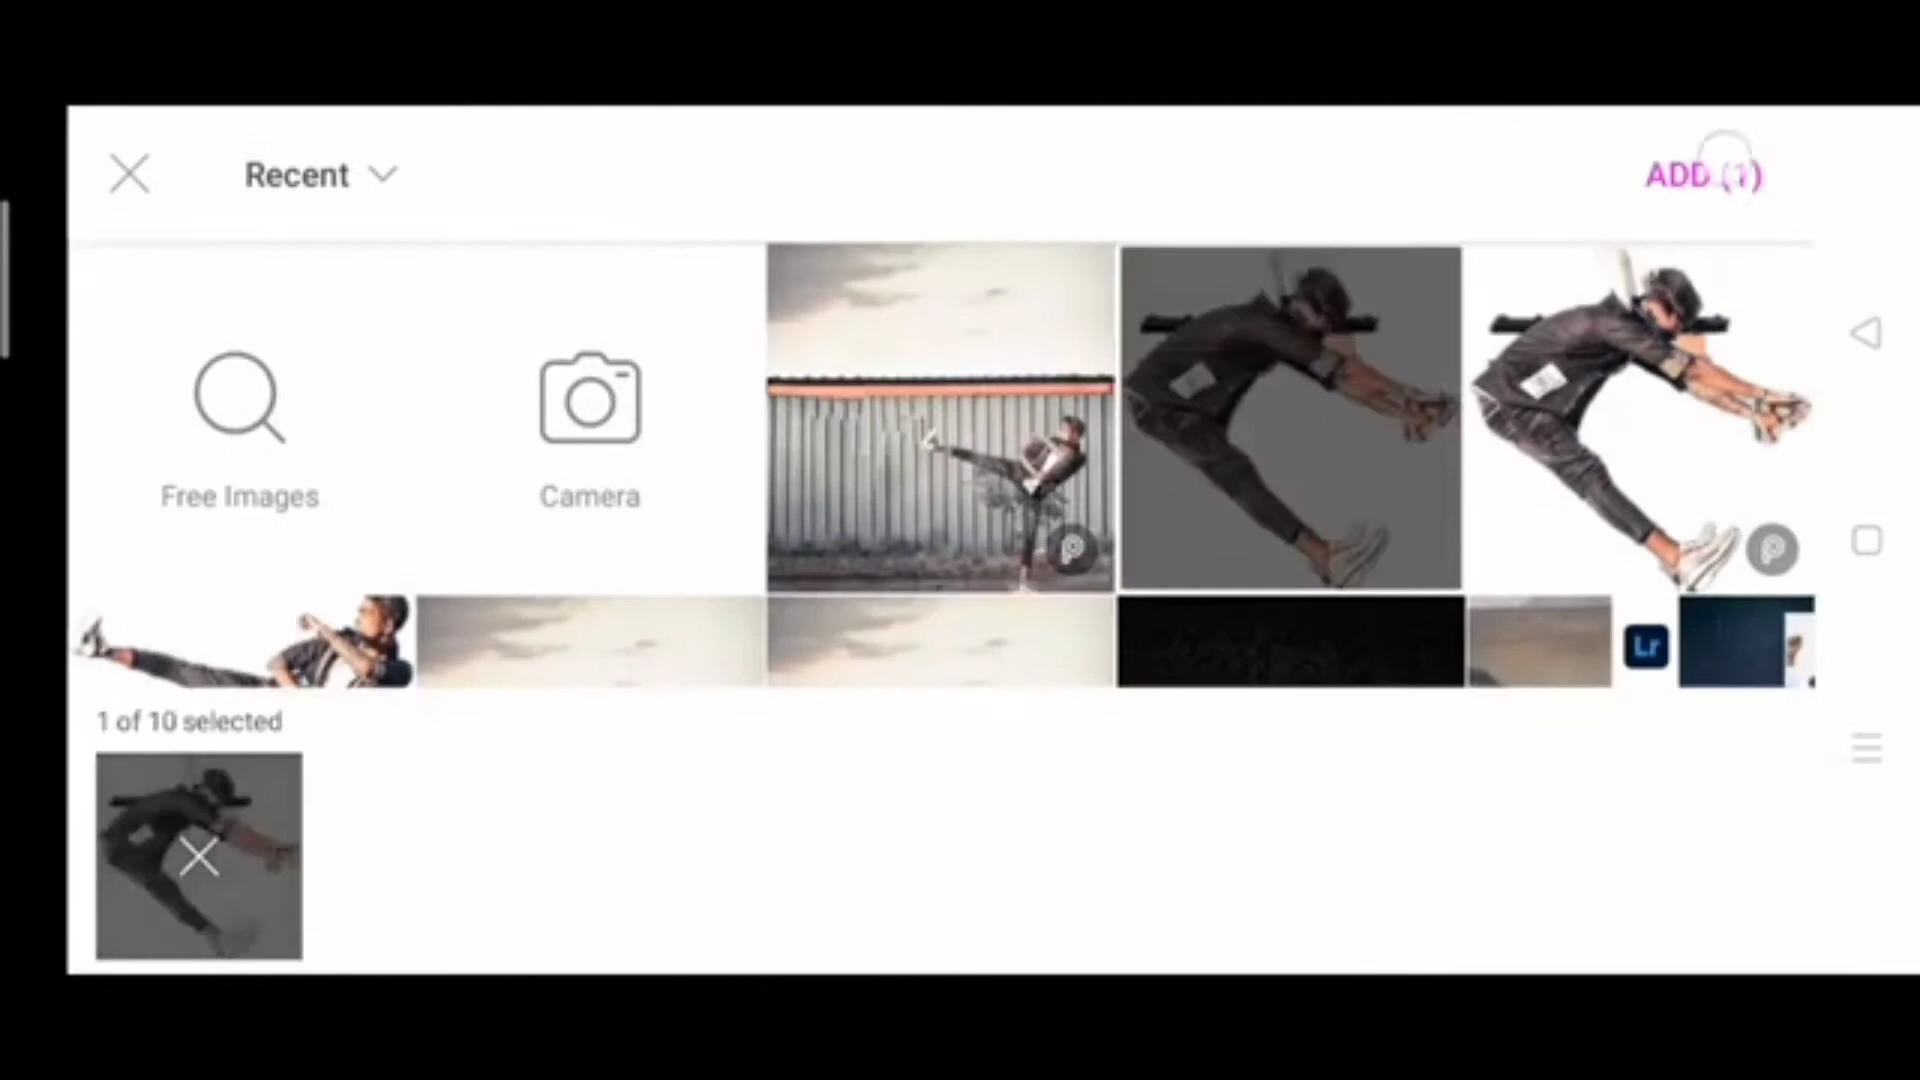 Recent
ADD (1)
Free Images
Camera
Lr
1 of 10 selected